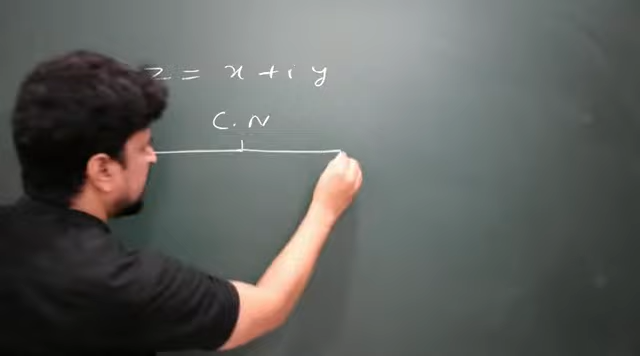 z = x + i y
C.N